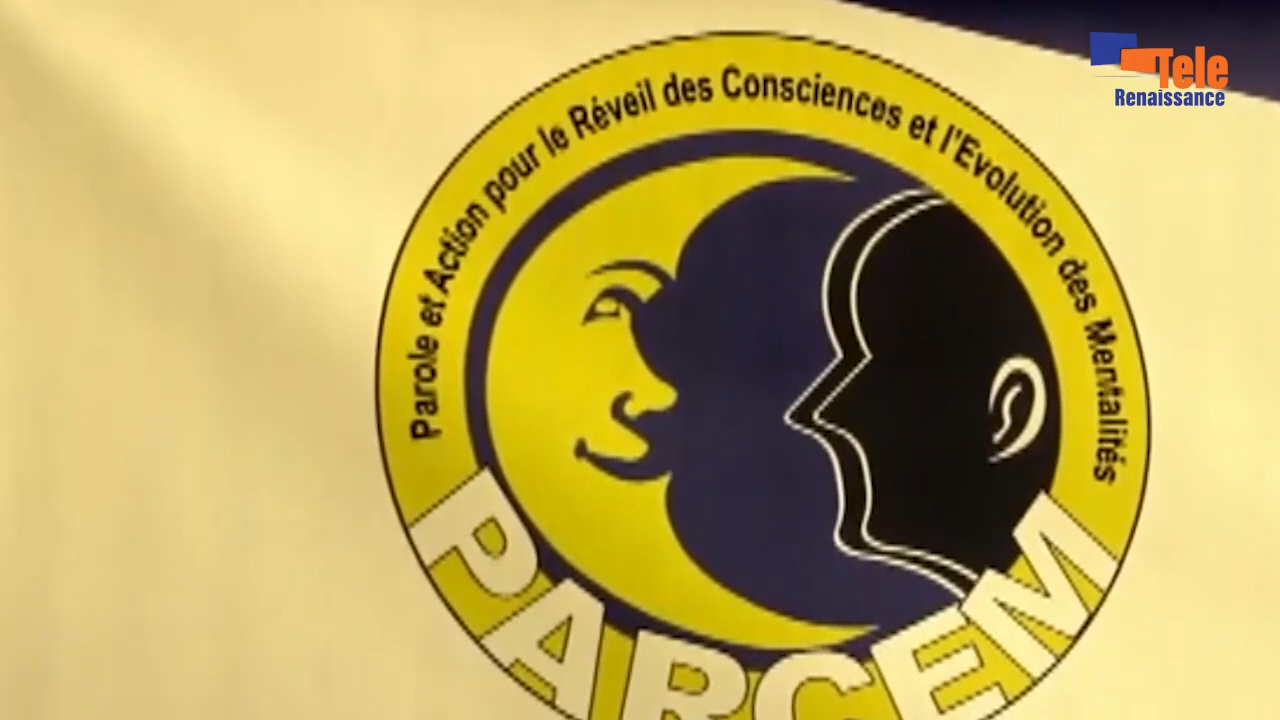 Tele
Renaissance
Parole et Action pour le Réveil des Consciences et l'Evolution des Mentalités
PARCEM